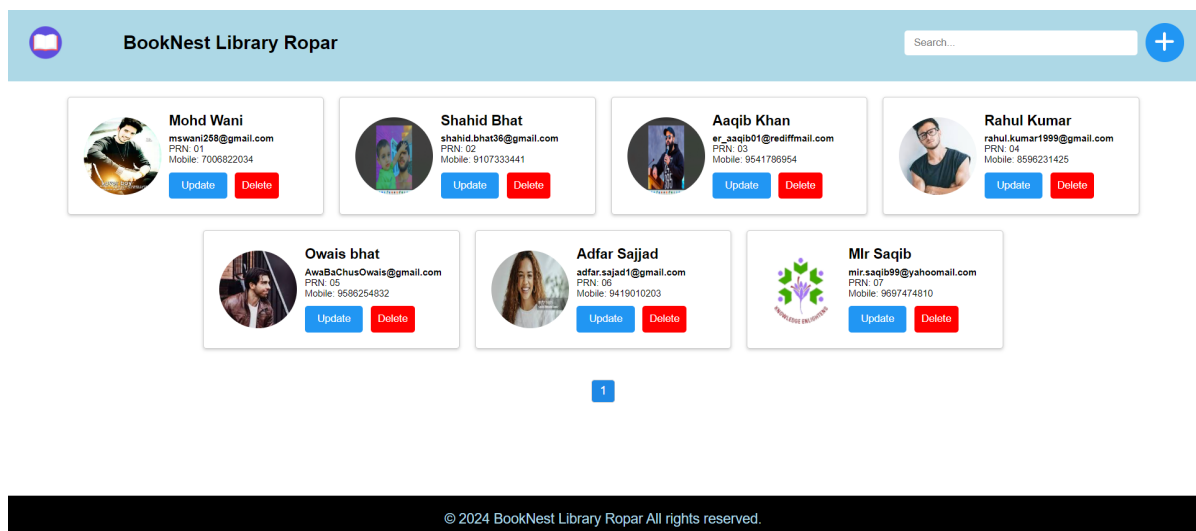 BookNest Library Ropar
Search...
Mohd Wani
mswani258@gmail.com
PRN: 01
Mobile: 7006822034
Update Delete
Shahid Bhat
shahid.bhat36@gmail.com
PRN: 02
Mobile: 9107333441
Update Delete
Aaqib Khan
er_aaqib01@rediffmail.com
PRN: 03
Mobile: 9541786954
Update Delete
Rahul Kumar
rahul.kumar1999@gmail.com
PRN: 04
Mobile: 8596231425
Update Delete
Owais bhat
AwaBaChusOwais@gmail.com
PRN: 05
Mobile: 9586254832
Update Delete
Adfar Sajjad
adfar.sajad1@gmail.com
PRN: 06
Mobile: 9419010203
Update Delete
KNOWLEDGE ENLIGHTENS
MIr Saqib
mir.saqib99@yahoomail.com
PRN: 07
Mobile: 9697474810
Update Delete
1
© 2024 BookNest Library Ropar All rights reserved.